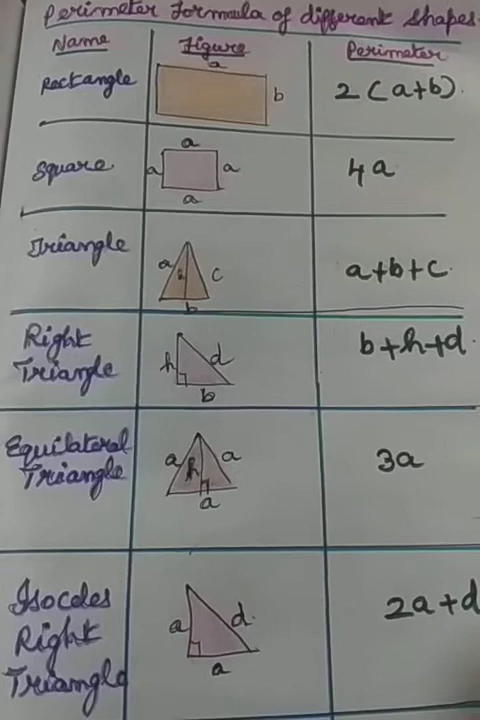 Perimeter Formula of different Shapes.
Name Figure Perimeter
Rectangle a b 2(a+b).
Square a a a a 4a
Triangle a h c b a+b+c.
Right Triangle h d b b+h+d.
Equilateral Triangle a h a a 3a
Isoceles Right Triangle a d. a 2a+d